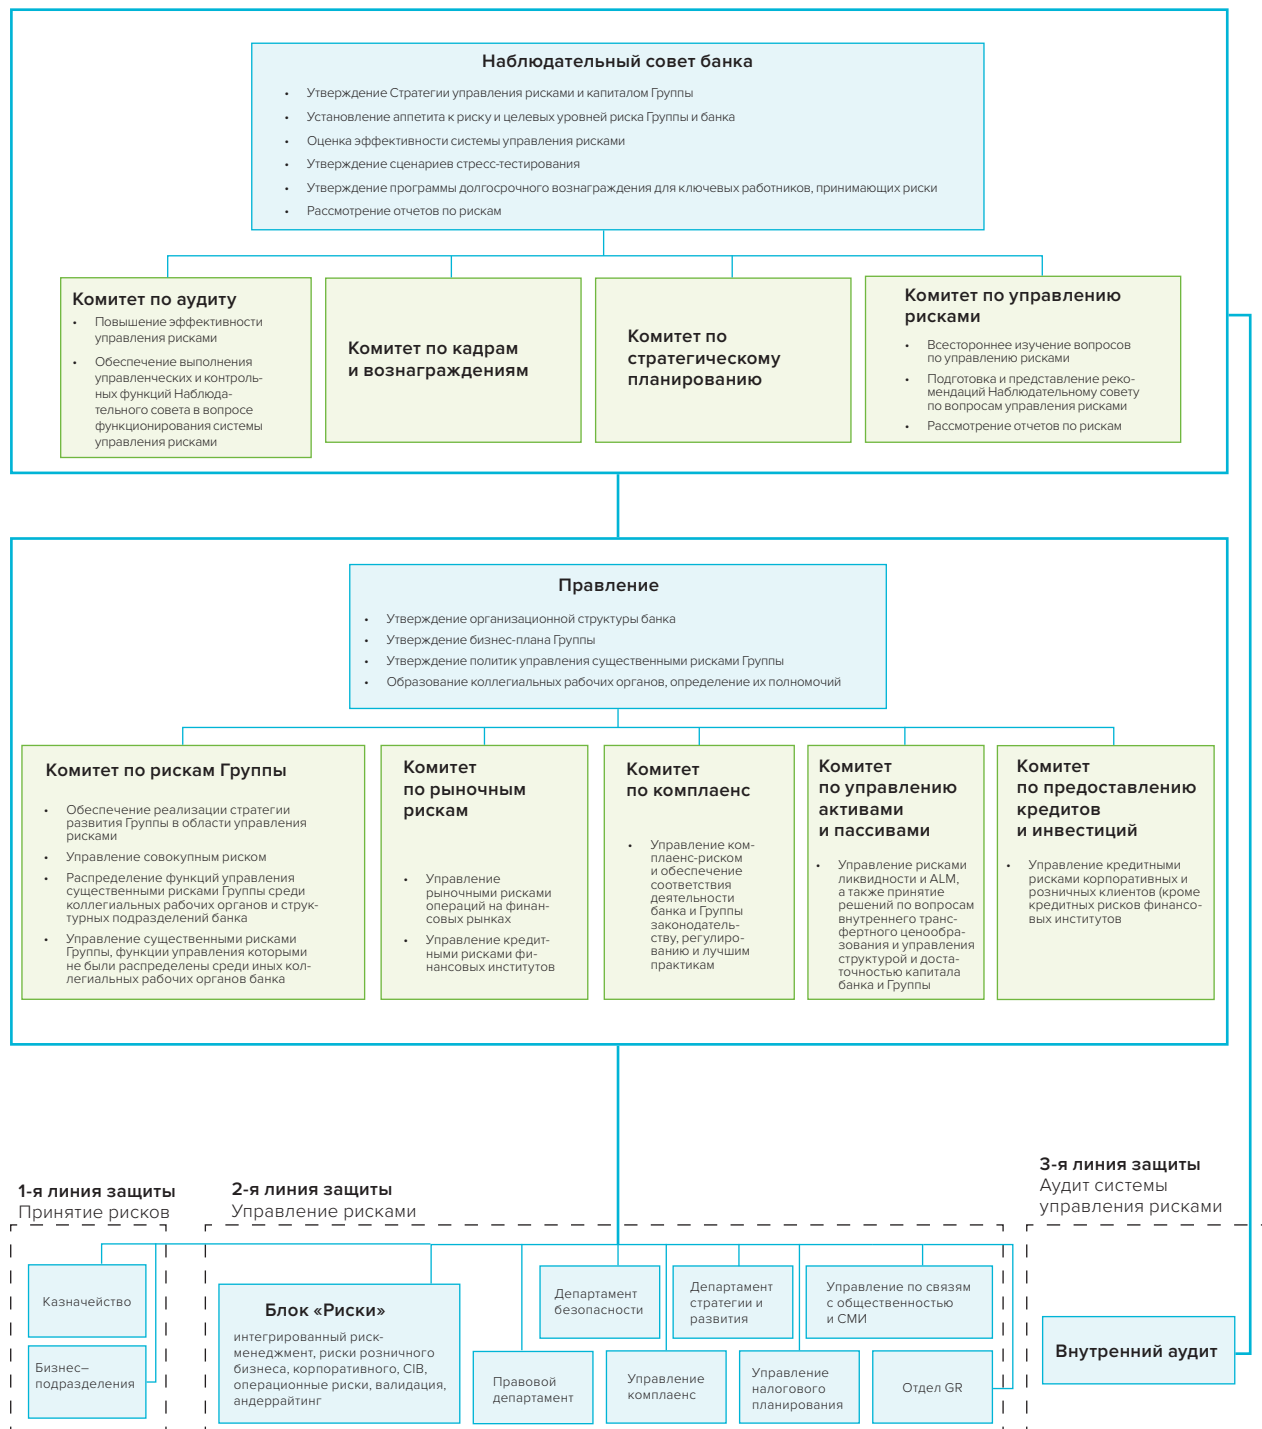 Наблюдательный совет банка
• Утверждение Стратегии управления рисками и капиталом Группы
• Установление аппетита к риску и целевых уровней риска Группы и банка
• Оценка эффективности системы управления рисками
• Утверждение сценариев стресс-тестирования
• Утверждение программы долгосрочного вознаграждения для ключевых работников, принимающих риски
• Рассмотрение отчетов по рискам
Комитет по аудиту
• Повышение эффективности
управления рисками
• Обеспечение выполнения
управленческих и контроль-
ных функций Наблюда-
тельного совета в вопросе
функционирования системы
управления рисками
Комитет по кадрам
и вознаграждениям
Комитет по
стратегическому
планированию
Комитет по управлению
рисками
• Всестороннее изучение вопросов
по управлению рисками
• Подготовка и представление реко-
мендаций Наблюдательному совету
по вопросам управления рисками
• Рассмотрение отчетов по рискам
Правление
• Утверждение организационной структуры банка
• Утверждение бизнес-плана Группы
• Утверждение политик управления существенными рисками Группы
• Образование коллегиальных рабочих органов, определение их полномочий
Комитет по рискам Группы
• Обеспечение реализации стратегии
развития Группы в области управления
рисками
• Управление совокупным риском
• Распределение функций управления
существенными рисками Группы среди
коллегиальных рабочих органов и струк-
турных подразделений банка
• Управление существенными рисками
Группы, функции управления которыми
не были распределены среди иных кол-
легиальных рабочих органов банка
Комитет
по рыночным
рискам
• Управление
рыночными рисками
операций на финан-
совых рынках
• Управление кредит-
ными рисками фи-
нансовых институтов
Комитет
по комплаенс
• Управление ком-
плаенс-риском
и обеспечение
соответствия
деятельности
банка и Группы
законодатель-
ству, регулиро-
ванию и лучшим
практикам
Комитет
по управлению
активами
и пассивами
• Управление рисками
ликвидности и ALM,
а также принятие
решений по вопросам
внутреннего транс-
фертного ценообра-
зования и управления
структурой и доста-
точностью капитала
банка и Группы
Комитет
по предоставлению
кредитов
и инвестиций
• Управление кредитными
рисками корпоративных и
розничных клиентов (кроме
кредитных рисков финансо-
вых институтов
1-я линия защиты
Принятие рисков
2-я линия защиты
Управление рисками
3-я линия защиты
Аудит системы
управления рисками
Казначейство
Бизнес–
подразделения
Блок «Риски»
интегрированный риск-
менеджмент, риски розничного
бизнеса, корпоративного, CIB,
операционные риски, валидация,
андеррайтинг
Департамент
безопасности
Департамент
стратегии и
развития
Управление по связям
с общественностью
и СМИ
Правовой
департамент
Управление
комплаенс
Управление
налогового
планирования
Отдел GR
Внутренний аудит